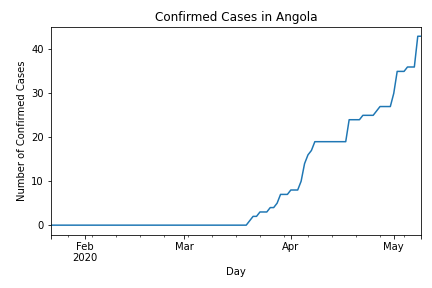 Confirmed Cases in Angola
Number of Confirmed Cases
40
30
20
10
0
Feb
2020
Mar
Apr
May
Day